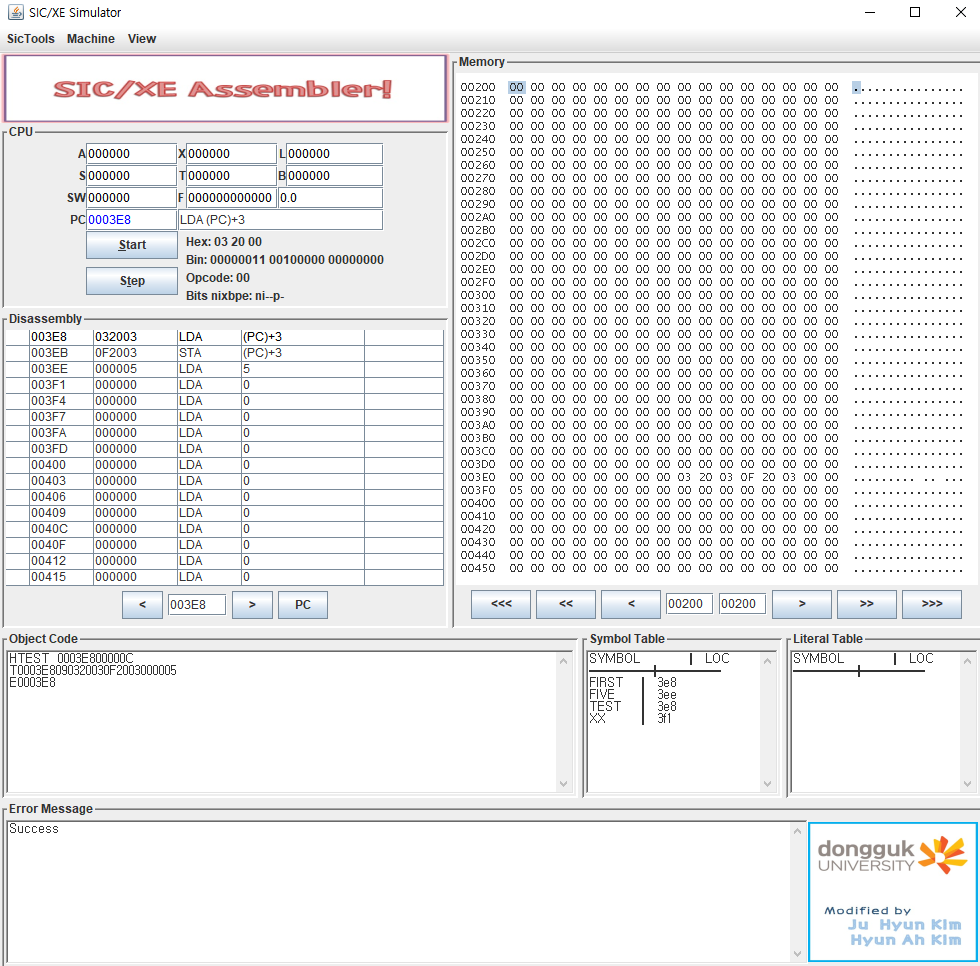 SIC/XE Simulator
SicTools Machine View
SIC/XE Assembler!
CPU
A 000000 X 000000 L 000000
S 000000 T 000000 B 000000
SW 000000 F 000000000000 0.0
PC 0003E8 LDA (PC)+3
Start
Hex: 03 20 00
Bin: 00000011 00100000 00000000
Step
Opcode: 00
Bits nixbpe: ni--p-
Disassembly
003E8 032003 LDA (PC)+3
003EB 0F2003 STA (PC)+3
003EE 000005 LDA 5
003F1 000000 LDA 0
003F4 000000 LDA 0
003F7 000000 LDA 0
003FA 000000 LDA 0
003FD 000000 LDA 0
00400 000000 LDA 0
00403 000000 LDA 0
00406 000000 LDA 0
00409 000000 LDA 0
0040C 000000 LDA 0
0040F 000000 LDA 0
00412 000000 LDA 0
00415 000000 LDA 0
< 003E8 > PC
Memory
00200 00 00 00 00 00 00 00 00 00 00 00 00 00 00 00 00 ................
00210 00 00 00 00 00 00 00 00 00 00 00 00 00 00 00 00 ................
00220 00 00 00 00 00 00 00 00 00 00 00 00 00 00 00 00 ................
00230 00 00 00 00 00 00 00 00 00 00 00 00 00 00 00 00 ................
00240 00 00 00 00 00 00 00 00 00 00 00 00 00 00 00 00 ................
00250 00 00 00 00 00 00 00 00 00 00 00 00 00 00 00 00 ................
00260 00 00 00 00 00 00 00 00 00 00 00 00 00 00 00 00 ................
00270 00 00 00 00 00 00 00 00 00 00 00 00 00 00 00 00 ................
00280 00 00 00 00 00 00 00 00 00 00 00 00 00 00 00 00 ................
00290 00 00 00 00 00 00 00 00 00 00 00 00 00 00 00 00 ................
002A0 00 00 00 00 00 00 00 00 00 00 00 00 00 00 00 00 ................
002B0 00 00 00 00 00 00 00 00 00 00 00 00 00 00 00 00 ................
002C0 00 00 00 00 00 00 00 00 00 00 00 00 00 00 00 00 ................
002D0 00 00 00 00 00 00 00 00 00 00 00 00 00 00 00 00 ................
002E0 00 00 00 00 00 00 00 00 00 00 00 00 00 00 00 00 ................
002F0 00 00 00 00 00 00 00 00 00 00 00 00 00 00 00 00 ................
00300 00 00 00 00 00 00 00 00 00 00 00 00 00 00 00 00 ................
00310 00 00 00 00 00 00 00 00 00 00 00 00 00 00 00 00 ................
00320 00 00 00 00 00 00 00 00 00 00 00 00 00 00 00 00 ................
00330 00 00 00 00 00 00 00 00 00 00 00 00 00 00 00 00 ................
00340 00 00 00 00 00 00 00 00 00 00 00 00 00 00 00 00 ................
00350 00 00 00 00 00 00 00 00 00 00 00 00 00 00 00 00 ................
00360 00 00 00 00 00 00 00 00 00 00 00 00 00 00 00 00 ................
00370 00 00 00 00 00 00 00 00 00 00 00 00 00 00 00 00 ................
00380 00 00 00 00 00 00 00 00 00 00 00 00 00 00 00 00 ................
00390 00 00 00 00 00 00 00 00 00 00 00 00 00 00 00 00 ................
003A0 00 00 00 00 00 00 00 00 00 00 00 00 00 00 00 00 ................
003B0 00 00 00 00 00 00 00 00 00 00 00 00 00 00 00 00 ................
003C0 00 00 00 00 00 00 00 00 00 00 00 00 00 00 00 00 ................
003D0 00 00 00 00 00 00 00 00 00 00 00 00 00 00 00 00 ................
003E0 00 00 00 00 00 00 00 00 03 20 03 0F 20 03 00 00 ......... .. ...
003F0 05 00 00 00 00 00 00 00 00 00 00 00 00 00 00 00 ................
00400 00 00 00 00 00 00 00 00 00 00 00 00 00 00 00 00 ................
00410 00 00 00 00 00 00 00 00 00 00 00 00 00 00 00 00 ................
00420 00 00 00 00 00 00 00 00 00 00 00 00 00 00 00 00 ................
00430 00 00 00 00 00 00 00 00 00 00 00 00 00 00 00 00 ................
00440 00 00 00 00 00 00 00 00 00 00 00 00 00 00 00 00 ................
00450 00 00 00 00 00 00 00 00 00 00 00 00 00 00 00 00 ................
<<< << < 00200 00200 > >> >>>
Object Code
HTEST  0003E800000C
T0003E8090320030F2003000005
E0003E8
Symbol Table
SYMBOL | LOC
FIRST 3e8
FIVE 3ee
TEST 3e8
XX 3f1
Literal Table
SYMBOL | LOC
Error Message
Success
dongguk
UNIVERSITY
Modified by
Ju Hyun Kim
Hyun Ah Kim